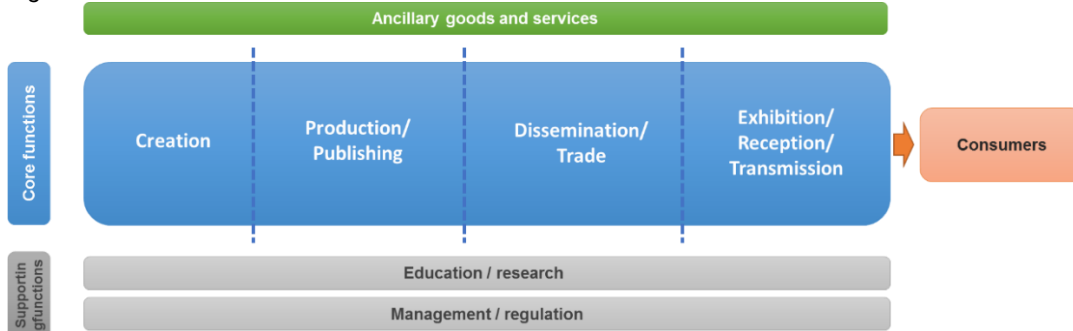 Ancillary goods and services
Core functions
Creation
Production/
Publishing
Dissemination/
Trade
Exhibition/
Reception/
Transmission
Consumers
Supportin
gfunctions
Education / research
Management / regulation